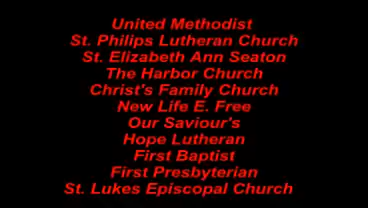 United Methodist
St. Philips Lutheran Church
St. Elizabeth Ann Seaton
The Harbor Church
Christ's Family Church
New Life E. Free
Our Saviour's
Hope Lutheran
First Baptist
First Presbyterian
St. Lukes Episcopal Church